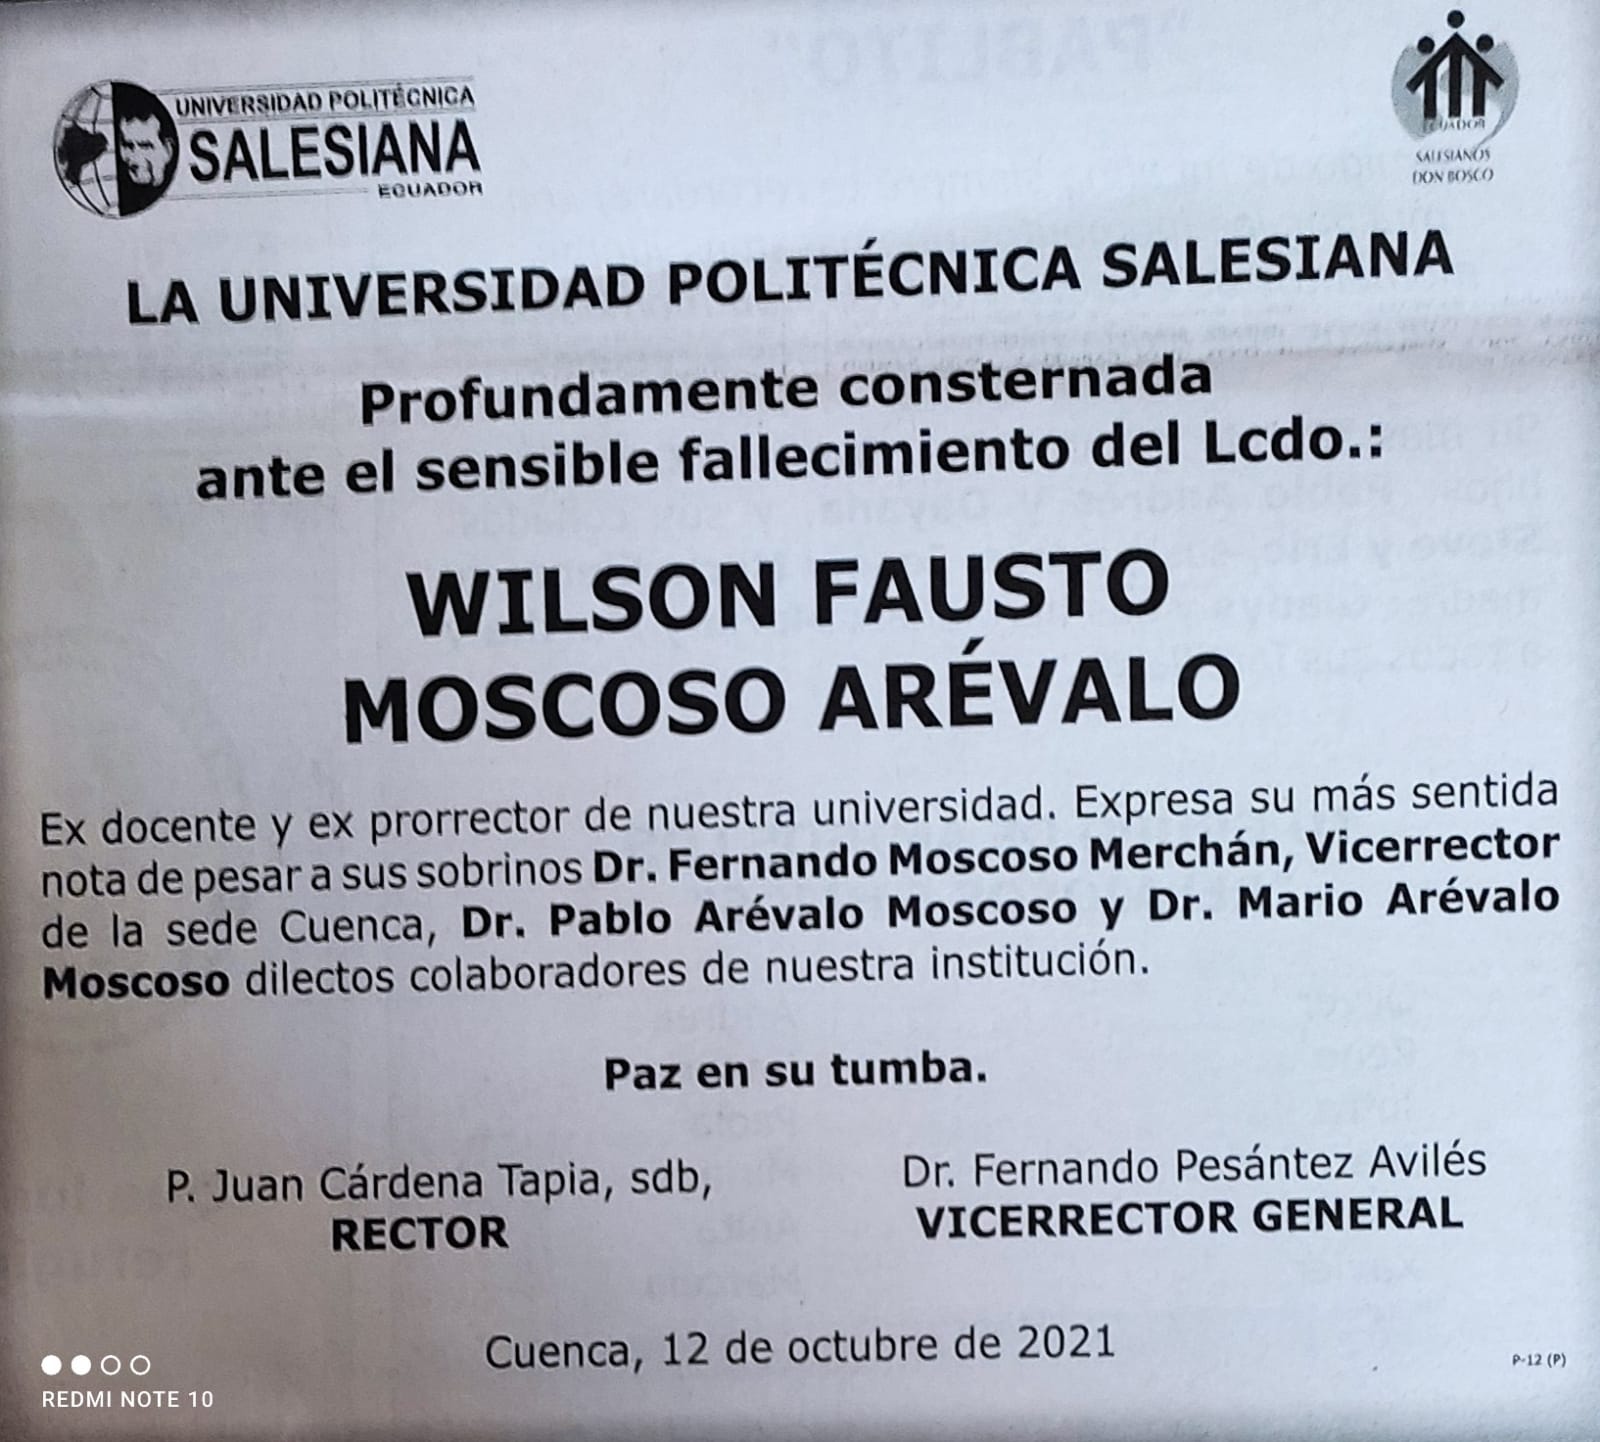 UNIVERSIDAD POLITÉCNICA
SALESIANA
ECUADOR
ECUADOR
SALESIANOS
DON BOSCO
LA UNIVERSIDAD POLITÉCNICA SALESIANA
Profundamente consternada
ante el sensible fallecimiento del Lcdo.:
WILSON FAUSTO
MOSCOSO ARÉVALO
Ex docente y ex prorrector de nuestra universidad. Expresa su más sentida
nota de pesar a sus sobrinos Dr. Fernando Moscoso Merchán, Vicerrector
de la sede Cuenca, Dr. Pablo Arévalo Moscoso y Dr. Mario Arévalo
Moscoso dilectos colaboradores de nuestra institución.
Paz en su tumba.
P. Juan Cárdena Tapia, sdb,
RECTOR
Dr. Fernando Pesántez Avilés
VICERRECTOR GENERAL
Cuenca, 12 de octubre de 2021
P-12 (P)
REDMI NOTE 10